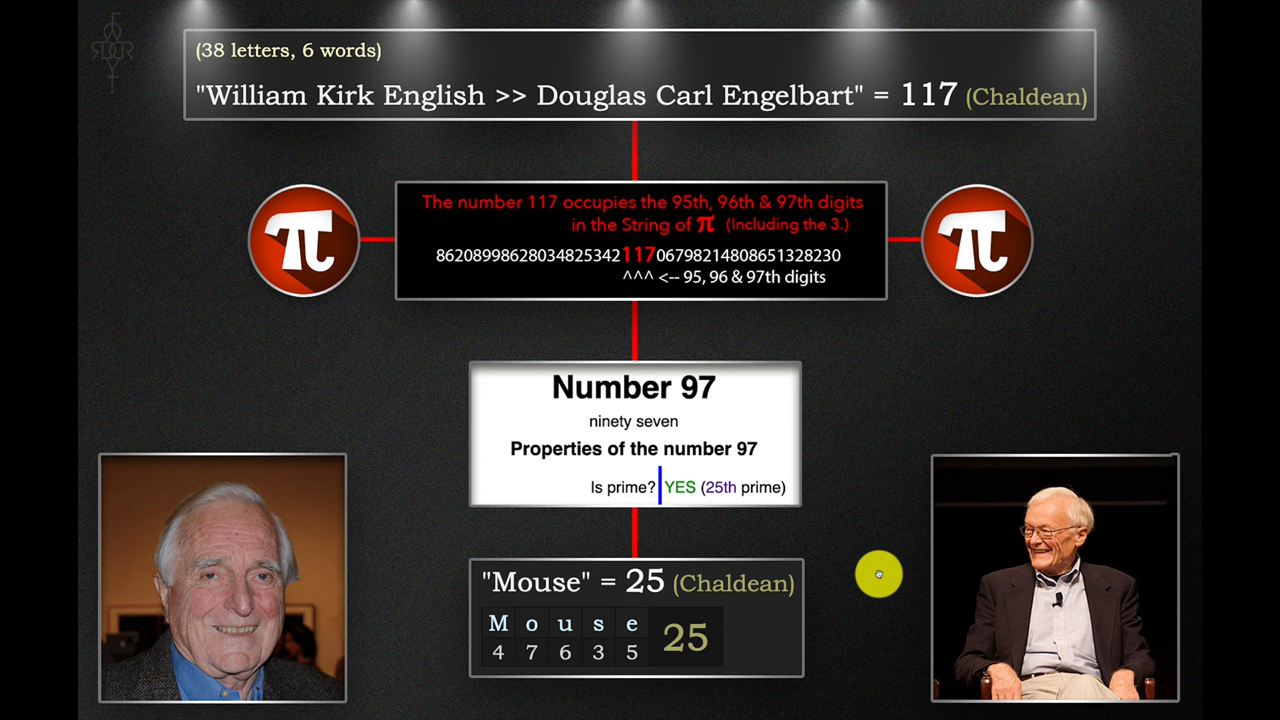 (38 letters, 6 words)
"William Kirk English >> Douglas Carl Engelbart" = 117 (Chaldean)
The number 117 occupies the 95th, 96th & 97th digits
in the String of π (Including the 3.)
π
π
86208998628034825342117067982148086513282​30
^^^ <-- 95, 96 & 97th digits
Number 97
ninety seven
Properties of the number 97
Is prime? YES (25th prime)
"Mouse" = 25 (Chaldean)
M o u s e 25
4 7 6 3 5